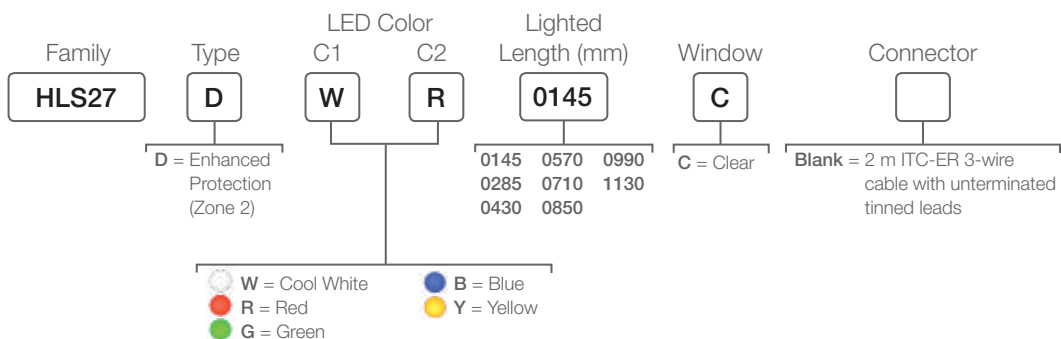 LED Color
Lighted
Family
Type
C1
C2
Length (mm)
Window
Connector
HLS27
D
W
R
0145
C
D = Enhanced
Protection
(Zone 2)
0145 0570 0990
0285 0710 1130
0430 0850
C = Clear
Blank = 2 m ITC-ER 3-wire
cable with unterminated
tinned leads
W = Cool White
R = Red
G = Green
B = Blue
Y = Yellow